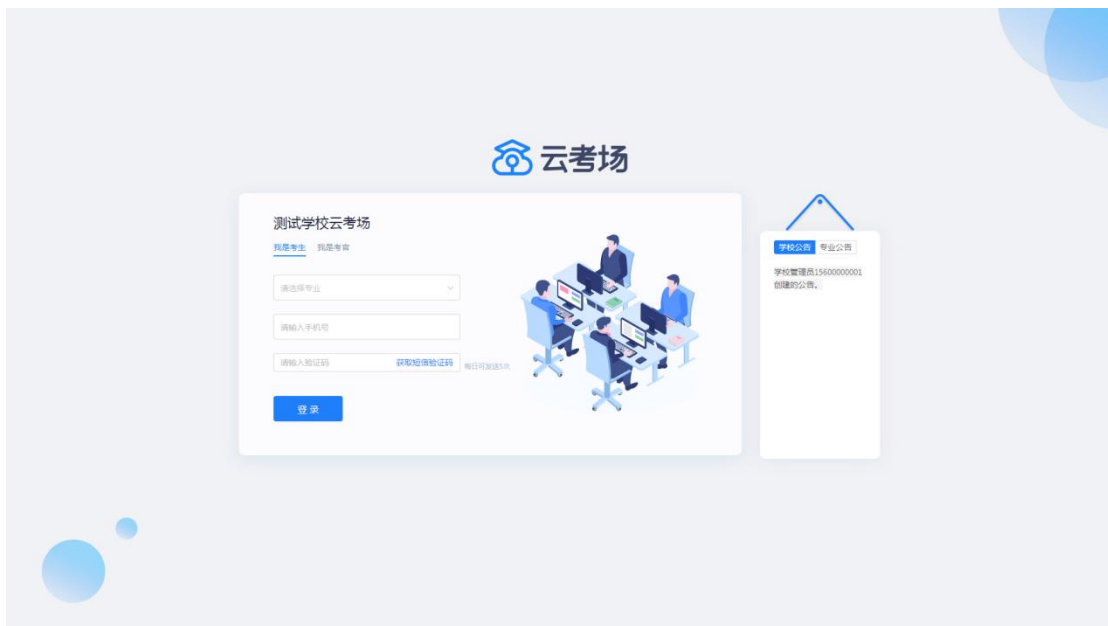 云考场
测试学校云考场
我是考生 我是考官
请选择专业
请输入手机号
请输入验证码 获取短信验证码 每日可发送5次
登录
学校公告 专业公告
学校管理员15600000001
创建的公告。